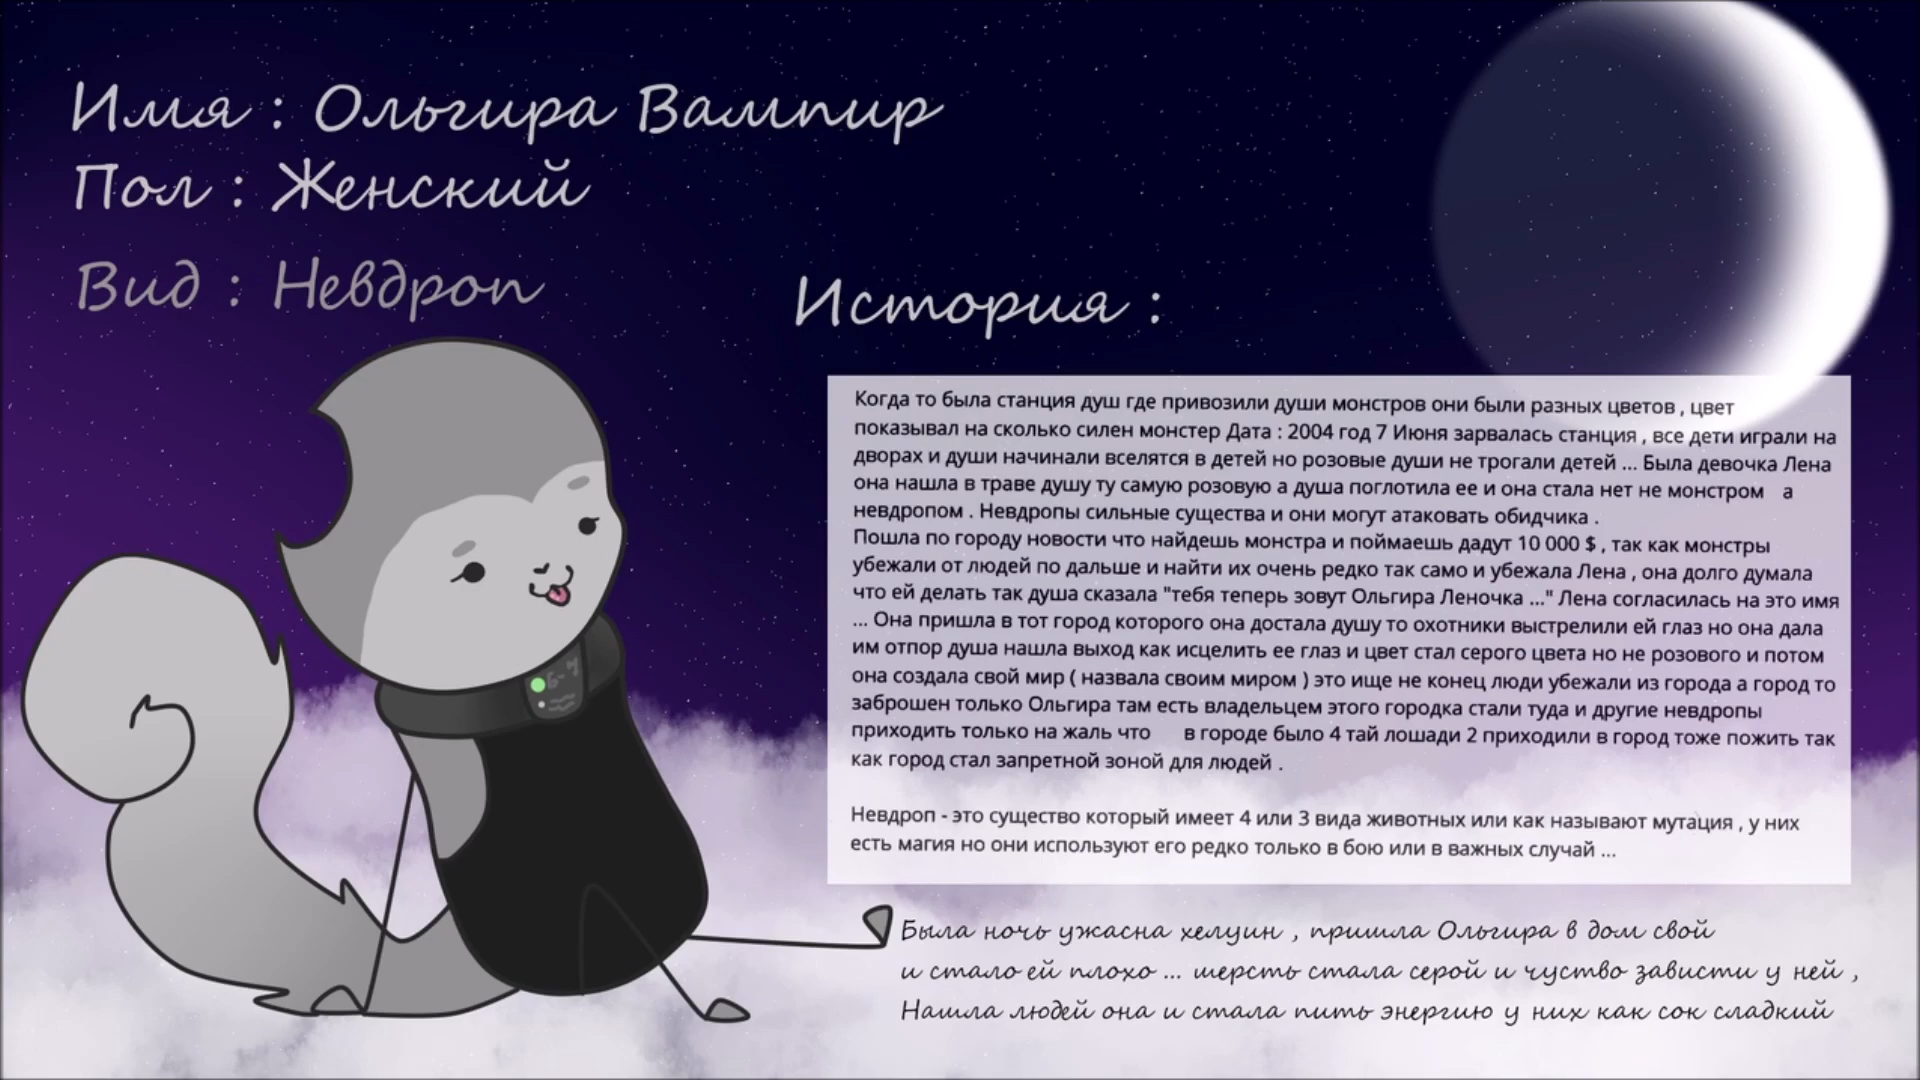 Имя : Ольгира Вампир
Пол : Женский
Вид : Невдроп
История :
Когда то была станция душ где привозили души монстров они были разных цветов , цвет
показывал на сколько силен монстер Дата : 2004 год 7 Июня зарвалась станция , все дети играли на
дворах и души начинали вселятся в детей но розовые души не трогали детей ... Была девочка Лена
она нашла в траве душу ту самую розовую а душа поглотила ее и она стала нет не монстром а
невдропом . Невдропы сильные существа и они могут атаковать обидчика .
Пошла по городу новости что найдешь монстра и поймаешь дадут 10 000 $ , так как монстры
убежали от людей по дальше и найти их очень редко так само и убежала Лена , она долго думала
что ей делать так душа сказала "тебя теперь зовут Ольгира Леночка ..." Лена согласилась на это имя
... Она пришла в тот город которого она достала душу то охотники выстрелили ей глаз но она дала
им отпор душа нашла выход как исцелить ее глаз и цвет стал серого цвета но не розового и потом
она создала свой мир ( назвала своим миром ) это ище не конец люди убежали из города а город то
заброшен только Ольгира там есть владельцем этого городка стали туда и другие невдропы
приходить только на жаль что в городе было 4 тай лошади 2 приходили в город тоже пожить так
как город стал запретной зоной для людей .
Невдроп - это существо который имеет 4 или 3 вида животных или как называют мутация , у них
есть магия но они используют его редко только в бою или в важных случай ...
Была ночь ужасна хелуин , пришла Ольгира в дом свой
и стало ей плохо ... шерсть стала серой и чуство зависти у ней ,
Нашла людей она и стала пить энергию у них как сок сладкий